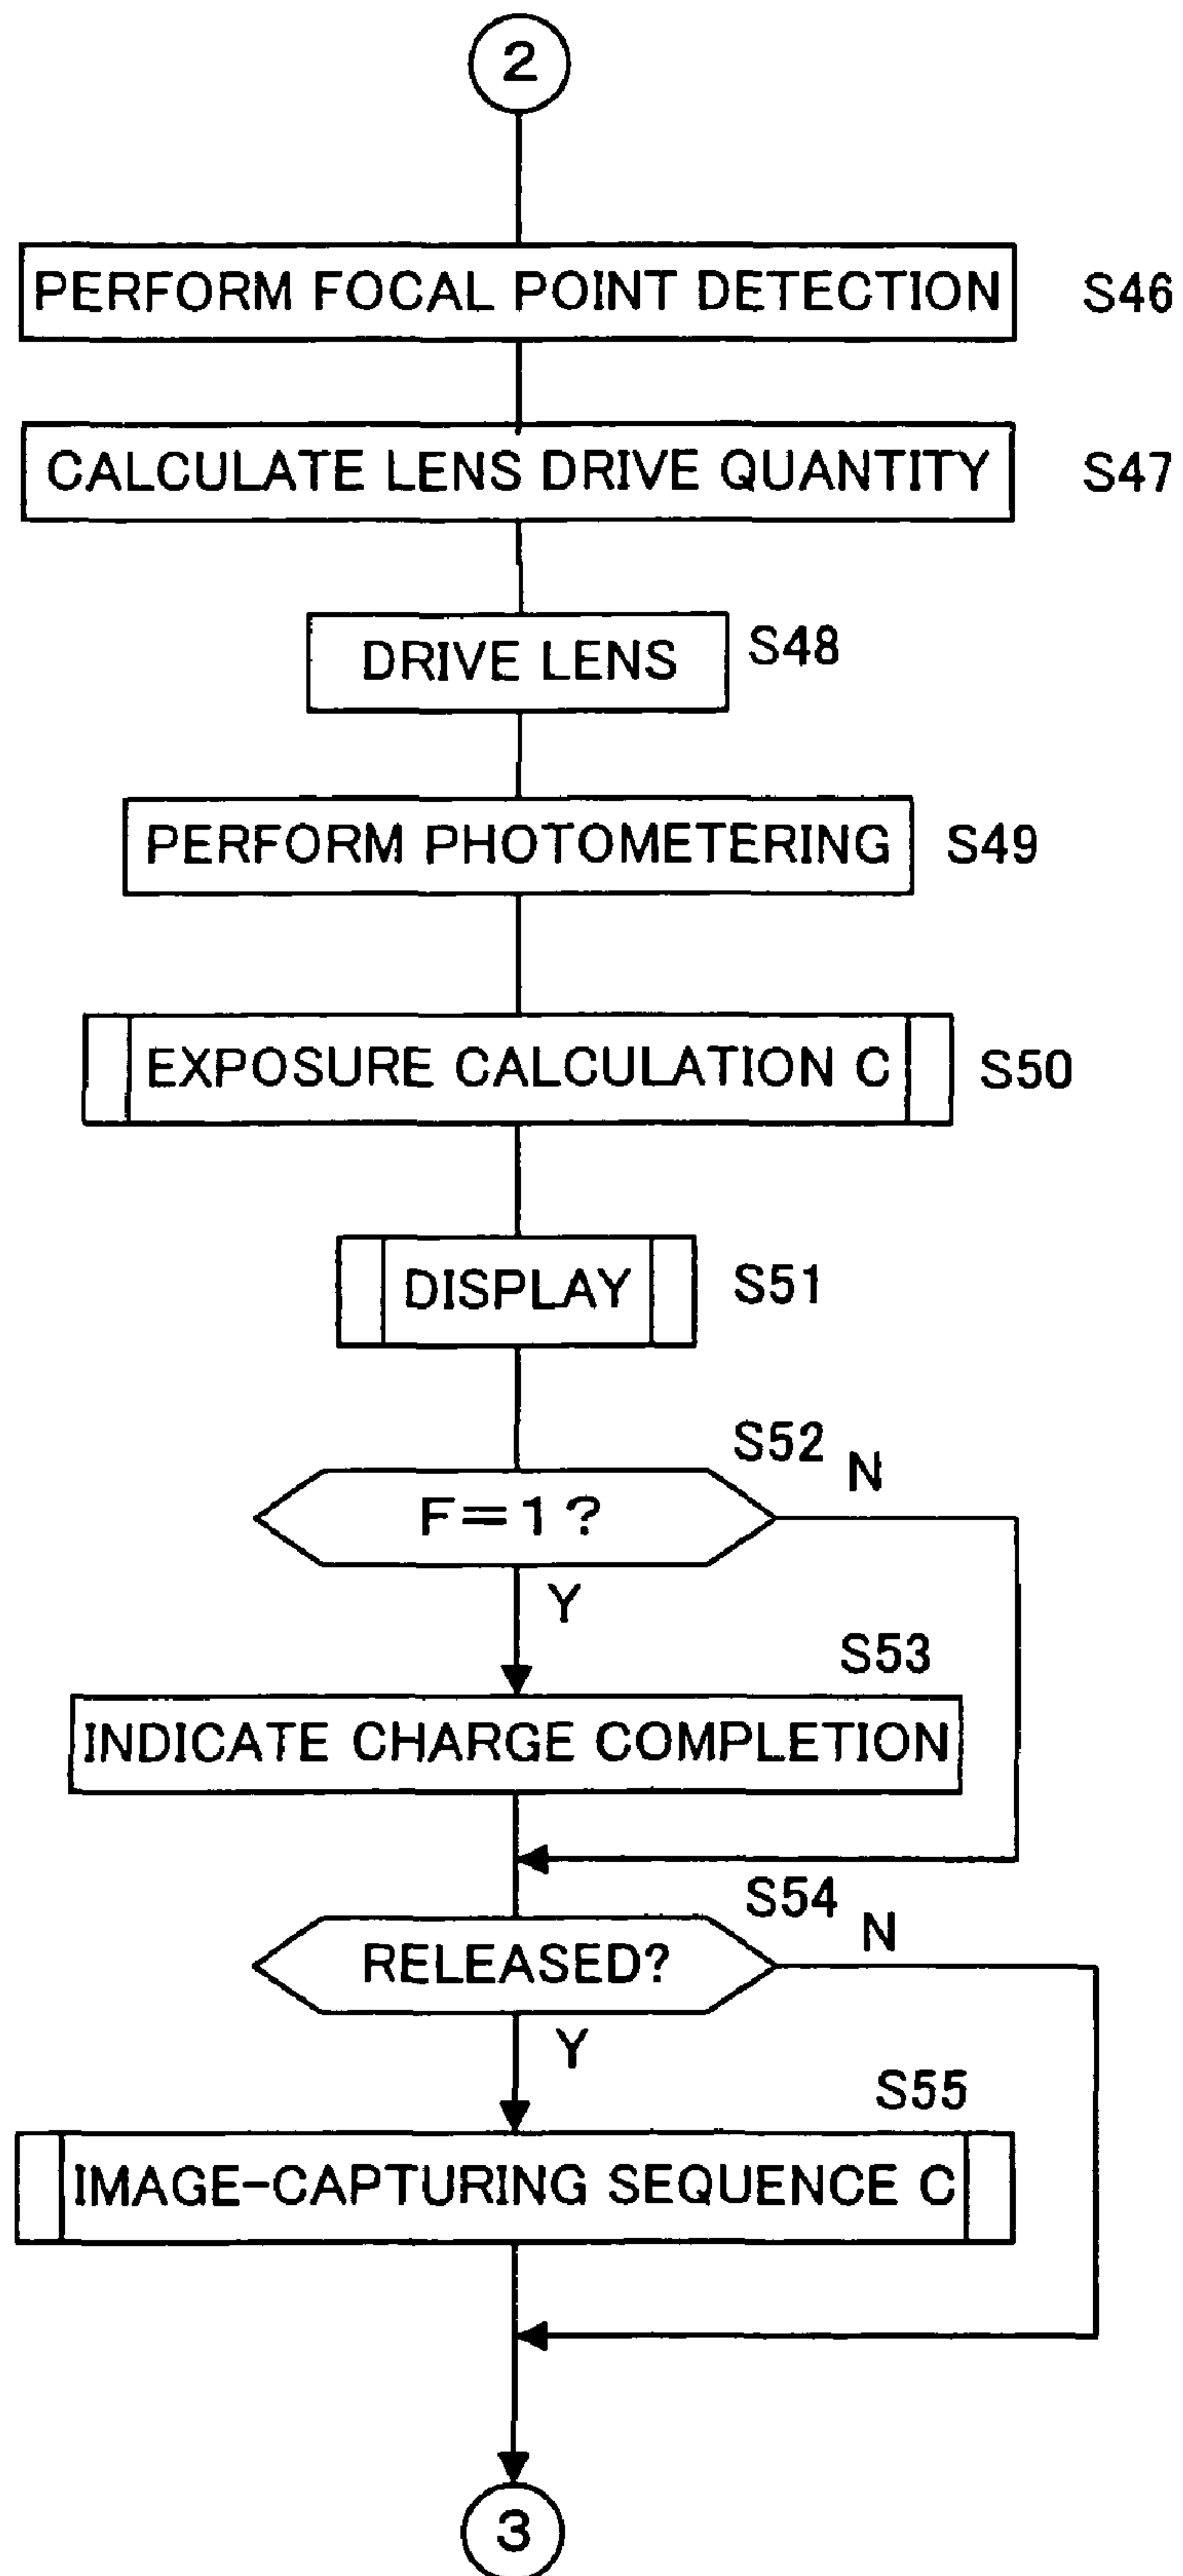 2
PERFORM FOCAL POINT DETECTION S46
CALCULATE LENS DRIVE QUANTITY S47
DRIVE LENS S48
PERFORM PHOTOMETERING S49
EXPOSURE CALCULATION C S50
DISPLAY S51
S52 N
F=1?
Y
S53
INDICATE CHARGE COMPLETION
S54 N
RELEASED?
Y
S55
IMAGE-CAPTURING SEQUENCE C
3